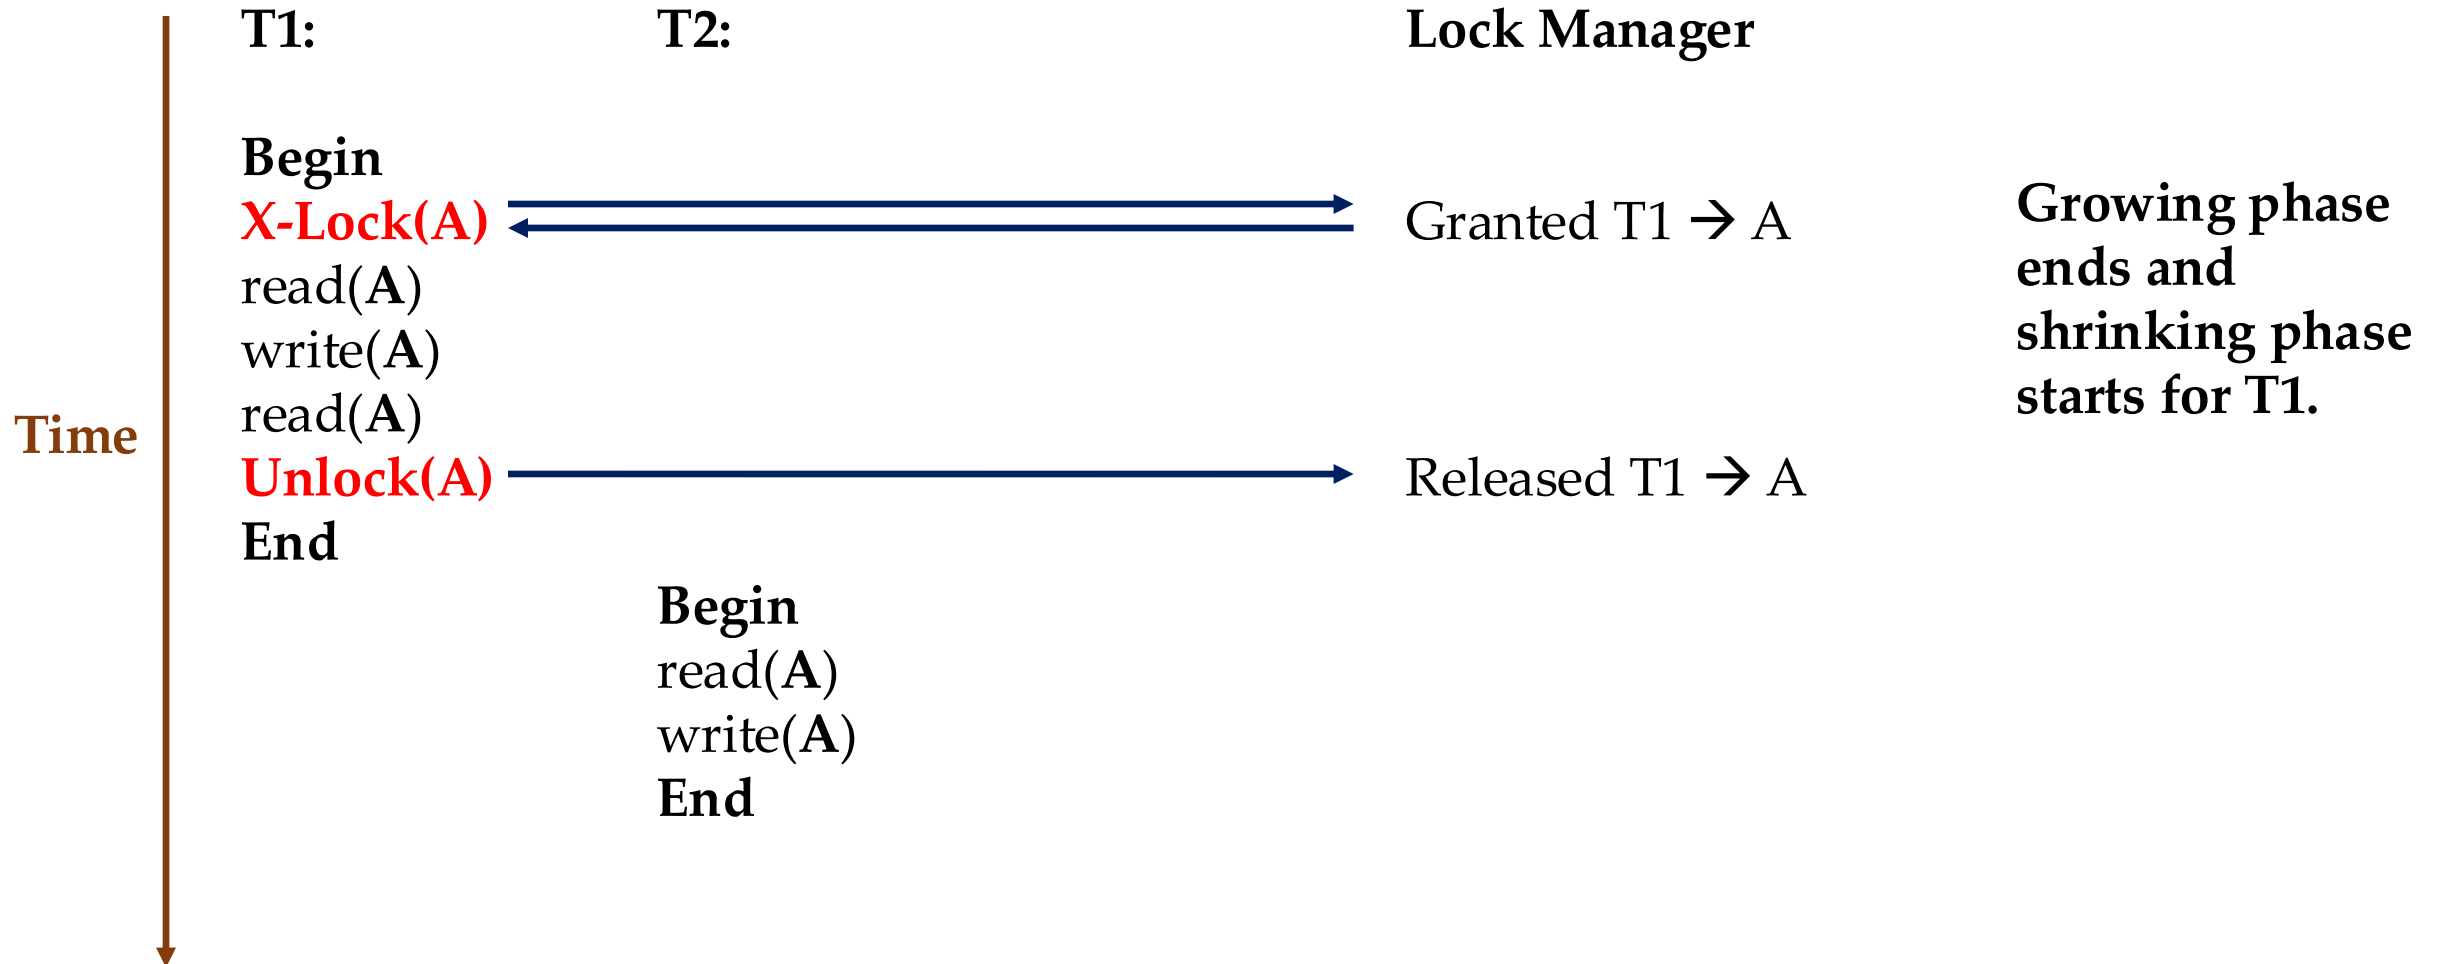 T1: T2: Lock Manager
Begin
X-Lock(A) Granted T1 → A
read(A)
write(A)
read(A)
Unlock(A) Released T1 → A
End
Begin
read(A)
write(A)
End
Time
Growing phase
ends and
shrinking phase
starts for T1.